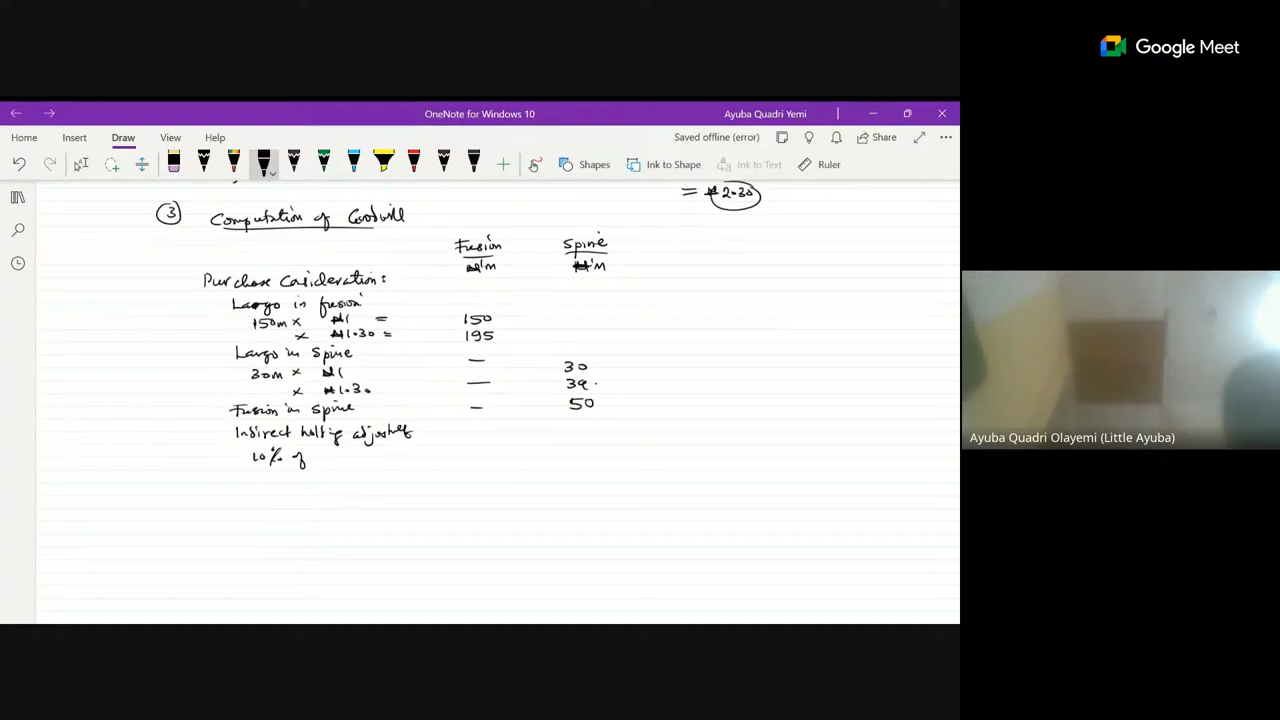 Google Meet
OneNote for Windows 10
Ayuba Quadri Yemi
Home Insert Draw View Help
Saved offline (error)
Share
Shapes
Ink to Shape
Ink to Text
Ruler
= ₦2.30
③ Computation of Goodwill
Fusion Spine
₦'m ₦'m
Purchase Casideration:
Largo in fusion
150m x ₦1 = 150
x ₦1.30 = 195
Largo in Spine —
30m x ₦1 30
x ₦1.30 — 39
Fusion in Spine — 50
Indirect holding
10% of
Ayuba Quadri Olayemi (Little Ayuba)